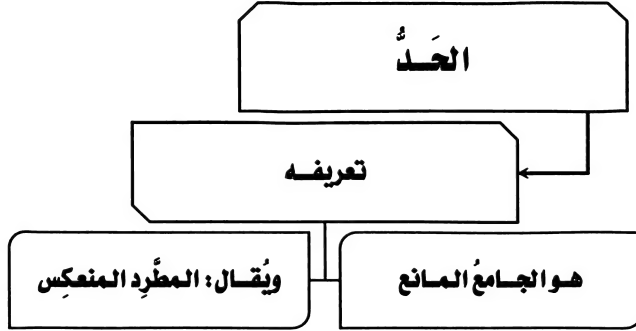 الحَدُّ
تعريفه
هو الجامعُ المانع
ويُقال: المطَّرِد المنعكِس